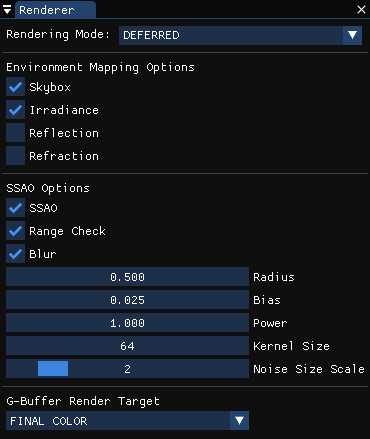 Renderer
Rendering Mode: DEFERRED
Environment Mapping Options
Skybox
Irradiance
Reflection
Refraction
SSAO Options
SSAO
Range Check
Blur
0.500 Radius
0.025 Bias
1.000 Power
64 Kernel Size
2 Noise Size Scale
G-Buffer Render Target
FINAL COLOR